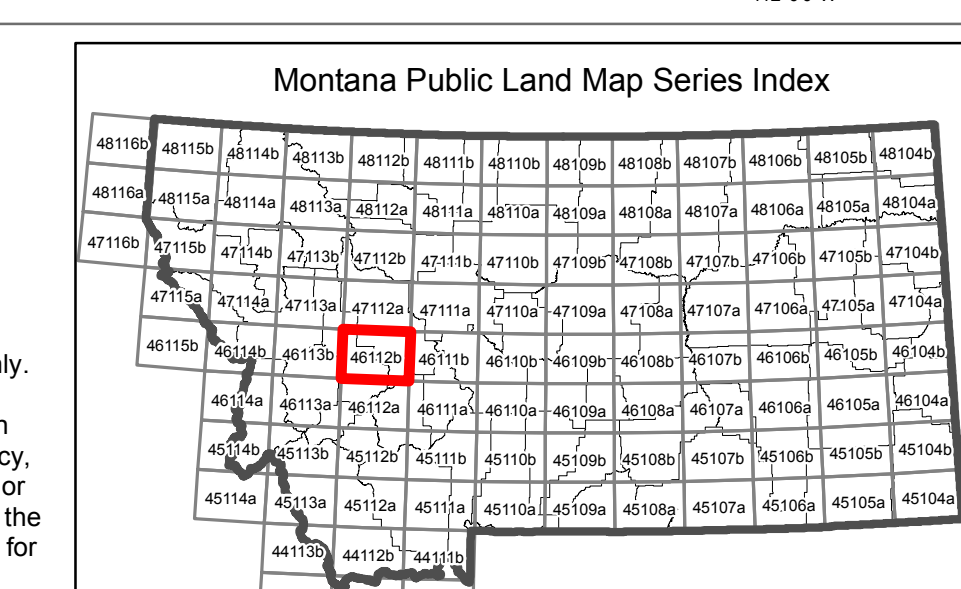 Montana Public Land Map Series Index
48116b 48115b 48114b 48113b 48112b 48111b 48110b 48109b 48108b 48107b 48106b 48105b 48104b
48116a 48115a 48114a 48113a 48112a 48111a 48110a 48109a 48108a 48107a 48106a 48105a 48104a
47116b 47115b 47114b 47113b 47112b 47111b 47110b 47109b 47108b 47107b 47106b 47105b 47104b
47115a 47114a 47113a 47112a 47111a 47110a 47109a 47108a 47107a 47106a 47105a 47104a
46115b 46114b 46113b 46112b 46111b 46110b 46109b 46108b 46107b 46106b 46105b 46104b
46114a 46113a 46112a 46111a 46110a 46109a 46108a 46107a 46106a 46105a 46104a
45114b 45113b 45112b 45111b 45110b 45109b 45108b 45107b 45106b 45105b 45104b
45114a 45113a 45112a 45111a 45110a 45109a 45108a 45107a 45106a 45105a 45104a
44113b 44112b 44111b
or
the
for